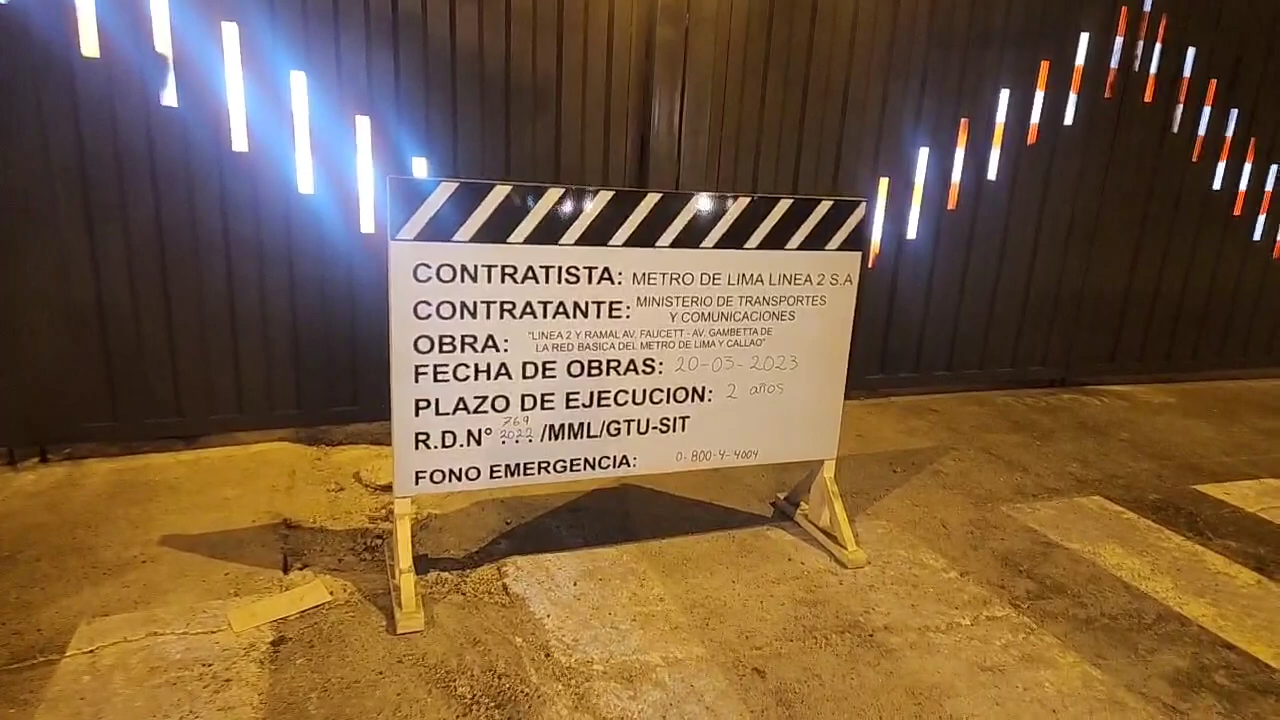 CONTRATISTA: METRO DE LIMA LINEA 2 S.A
CONTRATANTE: MINISTERIO DE TRANSPORTES
Y COMUNICACIONES
OBRA: "LINEA 2 Y RAMAL AV. FAUCETT - AV. GAMBETTA DE
LA RED BASICA DEL METRO DE LIMA Y CALLAO"
FECHA DE OBRAS: 20-03-2023
PLAZO DE EJECUCION: 2 años
769
R.D.N° 2022 /MML/GTU-SIT
FONO EMERGENCIA: 0-800-4-4004